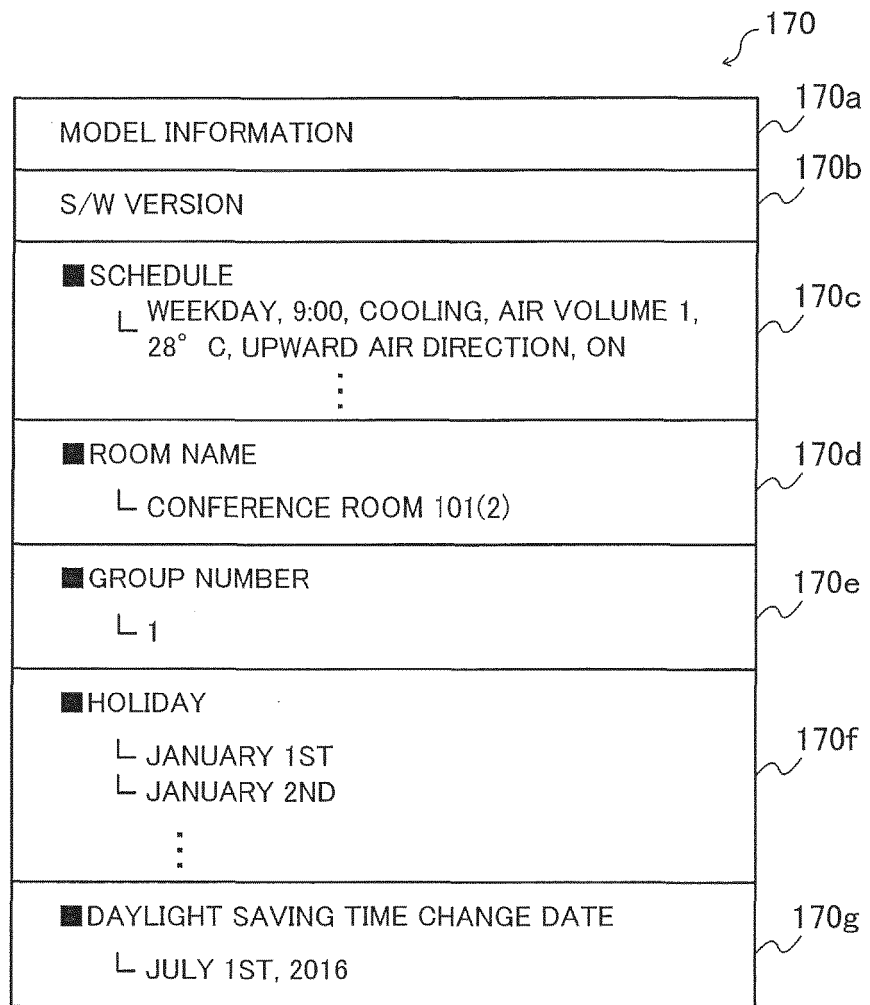 170
170a
MODEL INFORMATION
170b
S/W VERSION
■SCHEDULE
170c
└ WEEKDAY, 9:00, COOLING, AIR VOLUME 1,
28° C, UPWARD AIR DIRECTION, ON
⋮
■ROOM NAME
170d
└ CONFERENCE ROOM 101(2)
■GROUP NUMBER
170e
└ 1
■HOLIDAY
170f
└ JANUARY 1ST
└ JANUARY 2ND
⋮
■DAYLIGHT SAVING TIME CHANGE DATE
170g
└ JULY 1ST, 2016